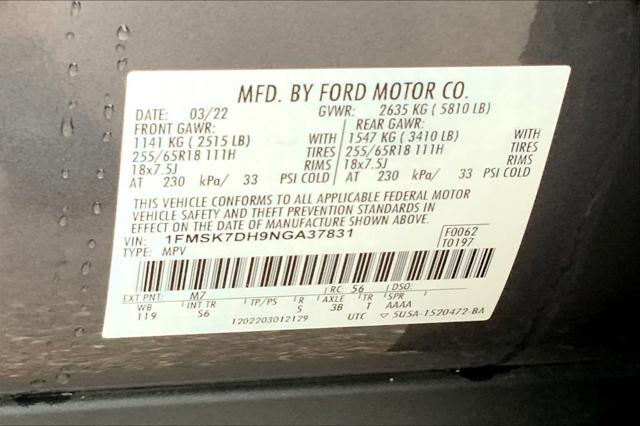 MFD. BY FORD MOTOR CO.
DATE: 03/22 GVWR: 2635 KG ( 5810 LB)
FRONT GAWR: REAR GAWR:
1141 KG ( 2515 LB) WITH 1547 KG ( 3410 LB) WITH
255/65R18 111H TIRES 255/65R18 111H TIRES
18x7.5J RIMS 18x7.5J RIMS
AT 230 kPa/ 33 PSI COLD AT 230 kPa/ 33 PSI COLD
THIS VEHICLE CONFORMS TO ALL APPLICABLE FEDERAL MOTOR
VEHICLE SAFETY AND THEFT PREVENTION STANDARDS IN
EFFECT ON THE DATE OF MANUFACTURE SHOWN ABOVE.
VIN: 1FMSK7DH9NGA37831 F0062
TYPE: MPV T0197
EXT PNT: M7 RC: 56 DSO:
WB INT TR TP/PS R AXLE TR SPR
119 S6 S 3B T AAAA
1202203012129 UTC ▽ 5U5A-1520472-BA